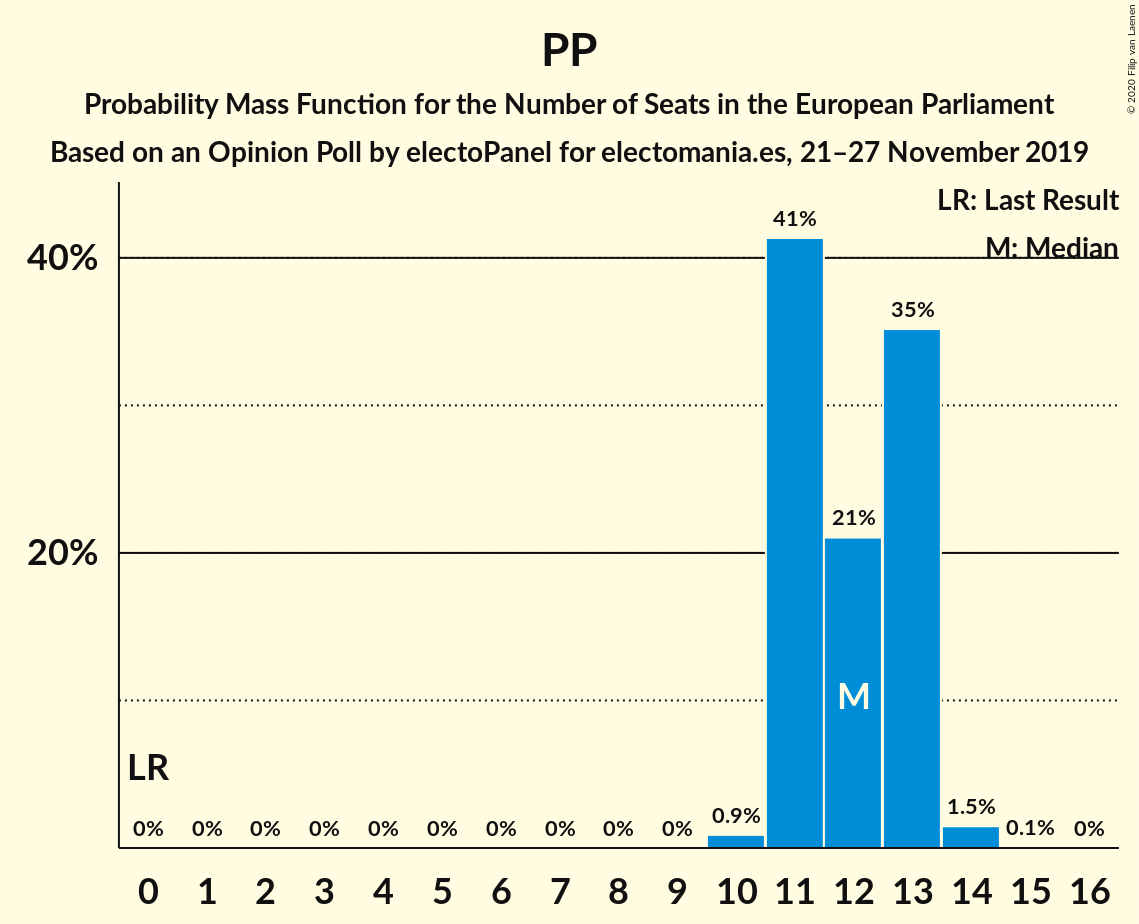 © 2020 Filip van Laenen
PP
Probability Mass Function for the Number of Seats in the European Parliament
Based on an Opinion Poll by electoPanel for electomania.es, 21–27 November 2019
LR: Last Result
M: Median
40%
20%
41%
35%
21%
M
LR
0% 0% 0% 0% 0% 0% 0% 0% 0% 0% 0.9% 1.5% 0.1% 0%
0 1 2 3 4 5 6 7 8 9 10 11 12 13 14 15 16